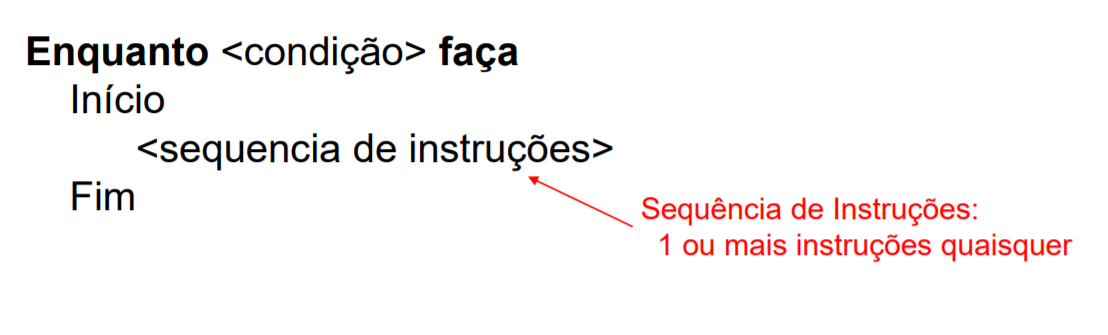 Enquanto <condição> faça
Início
<sequencia de instruções>
Fim
Sequência de Instruções:
1 ou mais instruções quaisquer